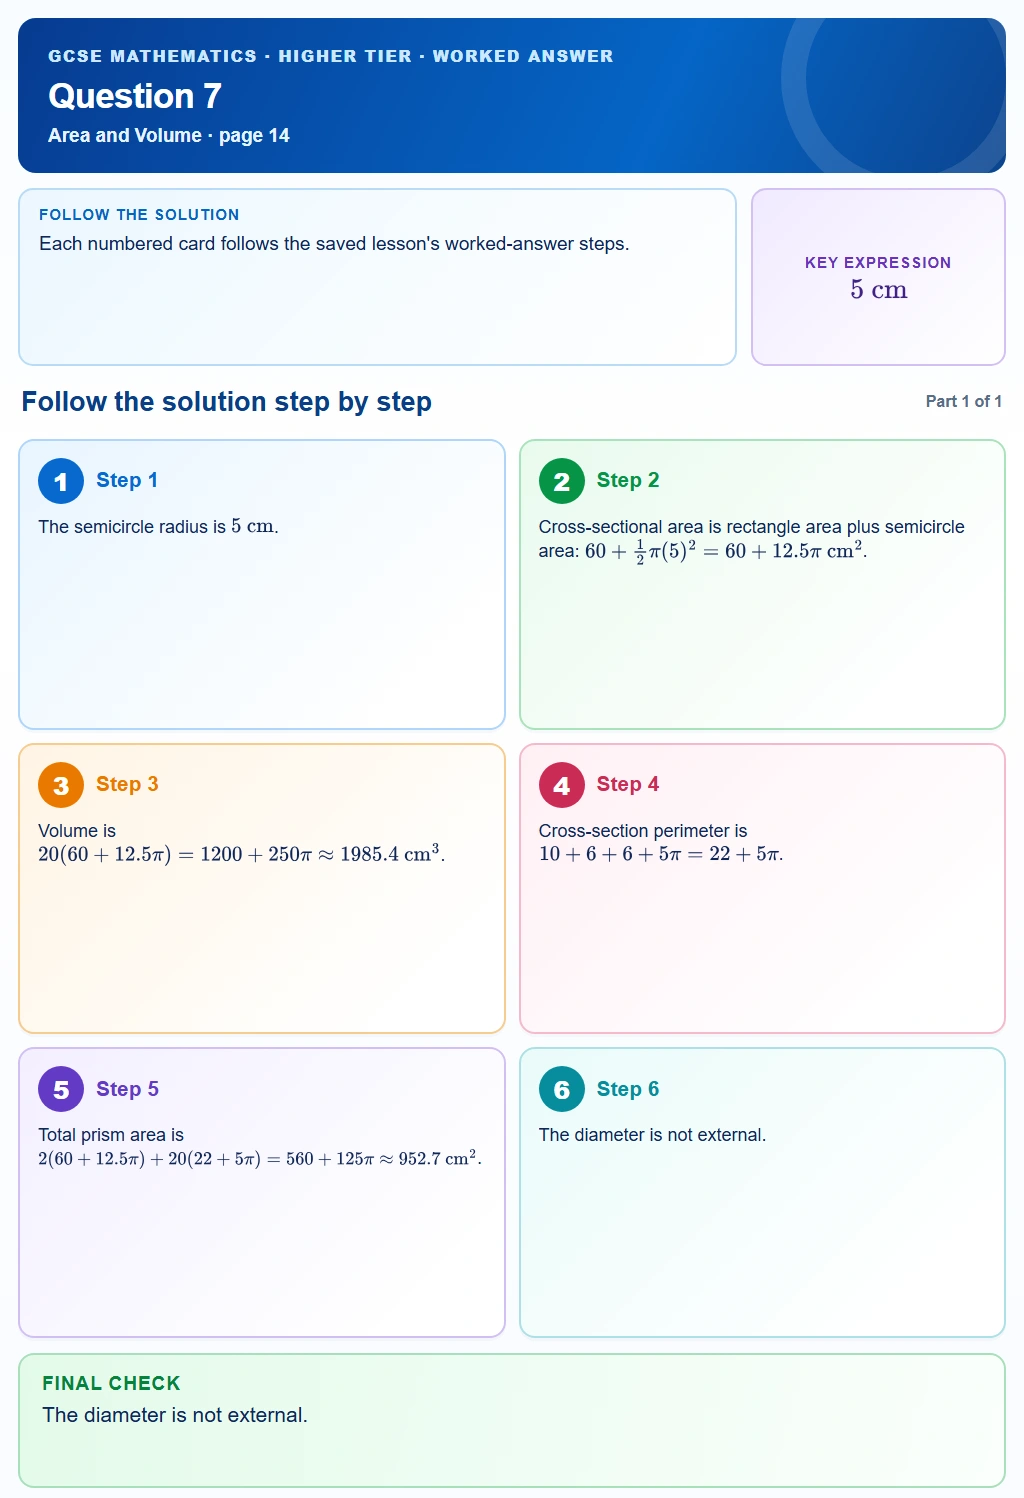 GCSE MATHEMATICS · HIGHER TIER · WORKED ANSWER
Question 7
Area and Volume · page 14
FOLLOW THE SOLUTION
Each numbered card follows the saved lesson's worked-answer steps.
KEY EXPRESSION
5 cm
Follow the solution step by step
Part 1 of 1
1 Step 1
The semicircle radius is 5 cm.
2 Step 2
Cross-sectional area is rectangle area plus semicircle
area: 60 + 1/2 π(5)² = 60 + 12.5π cm².
3 Step 3
Volume is
20(60 + 12.5π) = 1200 + 250π ≈ 1985.4 cm³.
4 Step 4
Cross-section perimeter is
10 + 6 + 6 + 5π = 22 + 5π.
5 Step 5
Total prism area is
2(60 + 12.5π) + 20(22 + 5π) = 560 + 125π ≈ 952.7 cm².
6 Step 6
The diameter is not external.
FINAL CHECK
The diameter is not external.